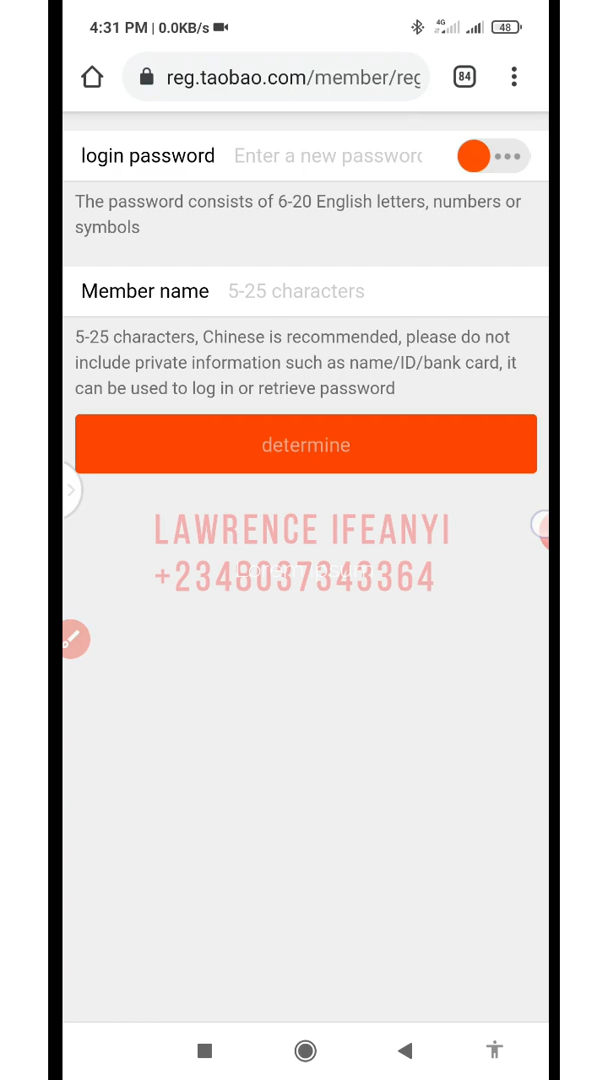 4:31 PM | 0.0KB/s
4G
48
reg.taobao.com/member/reg
84
login password Enter a new password
The password consists of 6-20 English letters, numbers or
symbols
Member name 5-25 characters
5-25 characters, Chinese is recommended, please do not
include private information such as name/ID/bank card, it
can be used to log in or retrieve password
determine
LAWRENCE IFEANYI
+2348037343364